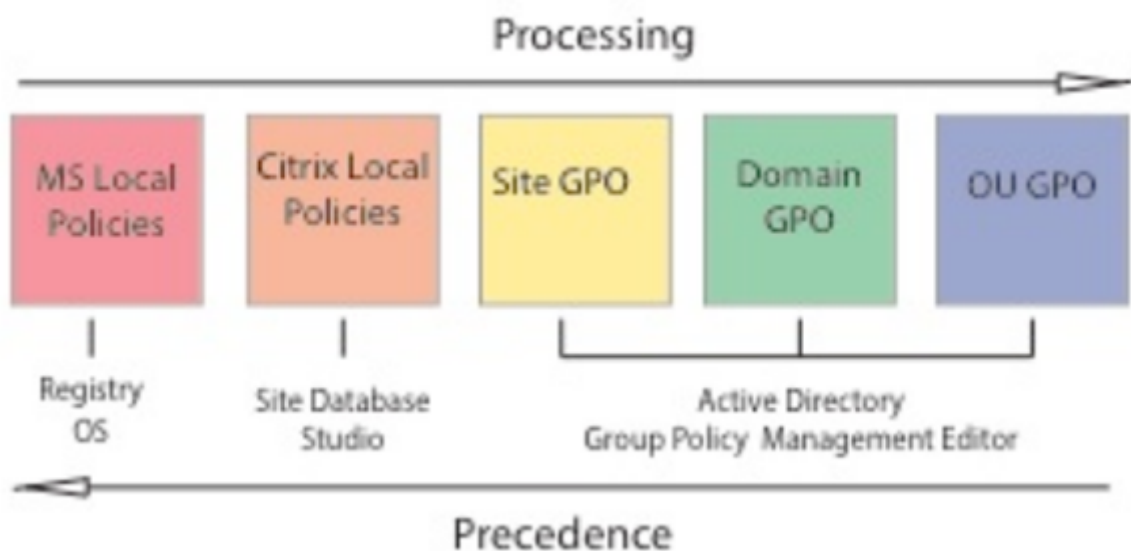 Processing
MS Local
Policies
Citrix Local
Policies
Site GPO
Domain
GPO
OU GPO
Registry
OS
Site Database
Studio
Active Directory
Group Policy Management Editor
Precedence